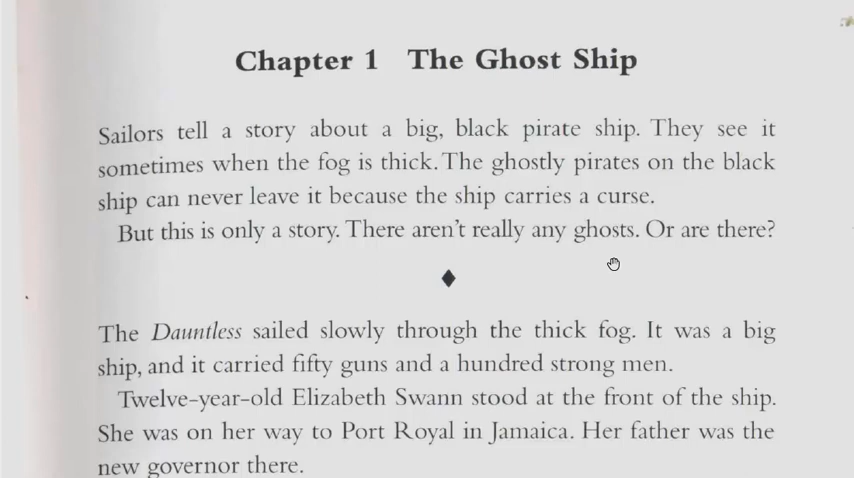 Chapter 1 The Ghost Ship
Sailors tell a story about a big, black pirate ship. They see it
sometimes when the fog is thick. The ghostly pirates on the black
ship can never leave it because the ship carries a curse.
But this is only a story. There aren't really any ghosts. Or are there?
The Dauntless sailed slowly through the thick fog. It was a big
ship, and it carried fifty guns and a hundred strong men.
Twelve-year-old Elizabeth Swann stood at the front of the ship.
She was on her way to Port Royal in Jamaica. Her father was the
new governor there.